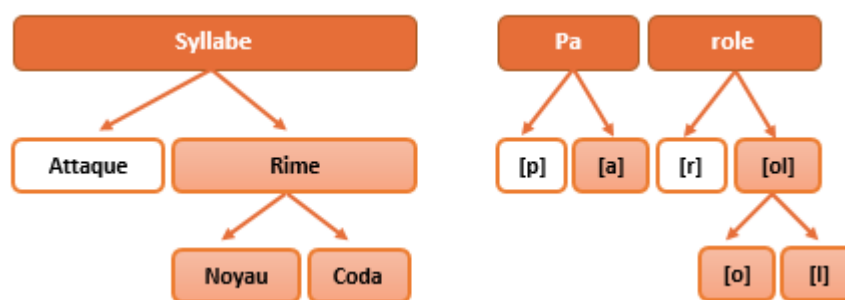 Syllabe Pa role
Attaque Rime [p] [a] [r] [ol]
Noyau Coda [o] [l]